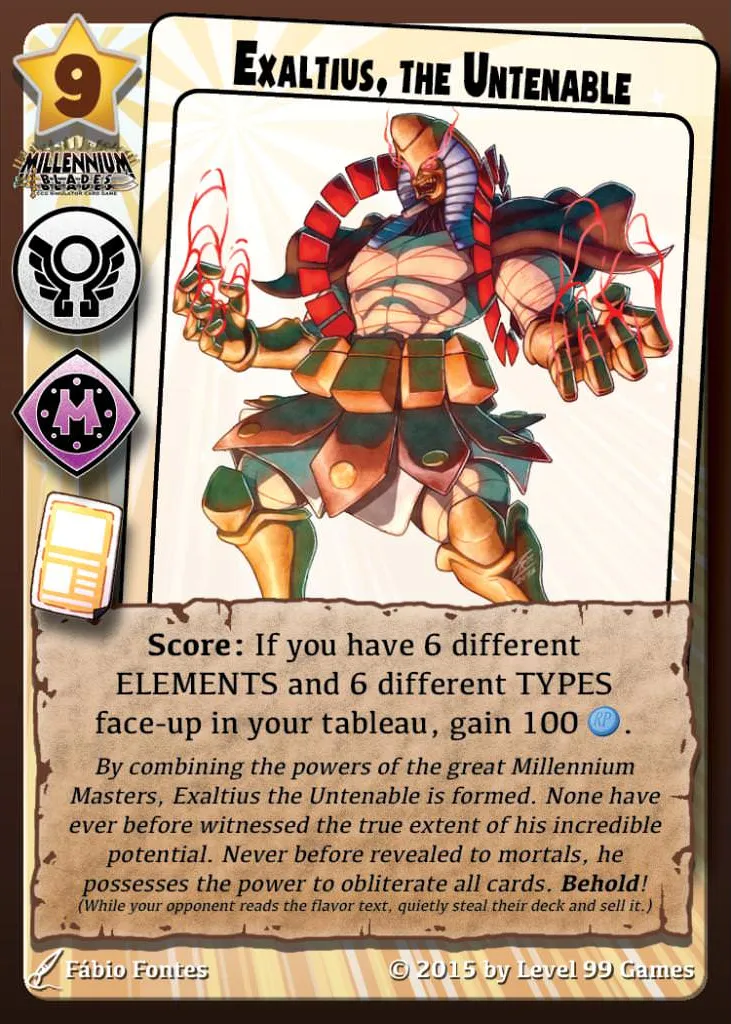 9
EXALTIUS, THE UNTENABLE
MILLENNIUM
BLADES
CCG SIMULATOR CARD GAME
M
Score: If you have 6 different
ELEMENTS and 6 different TYPES
face-up in your tableau, gain 100 RP.
By combining the powers of the great Millennium
Masters, Exaltius the Untenable is formed. None have
ever before witnessed the true extent of his incredible
potential. Never before revealed to mortals, he
possesses the power to obliterate all cards. Behold!
(While your opponent reads the flavor text, quietly steal their deck and sell it.)
Fábio Fontes
© 2015 by Level 99 Games